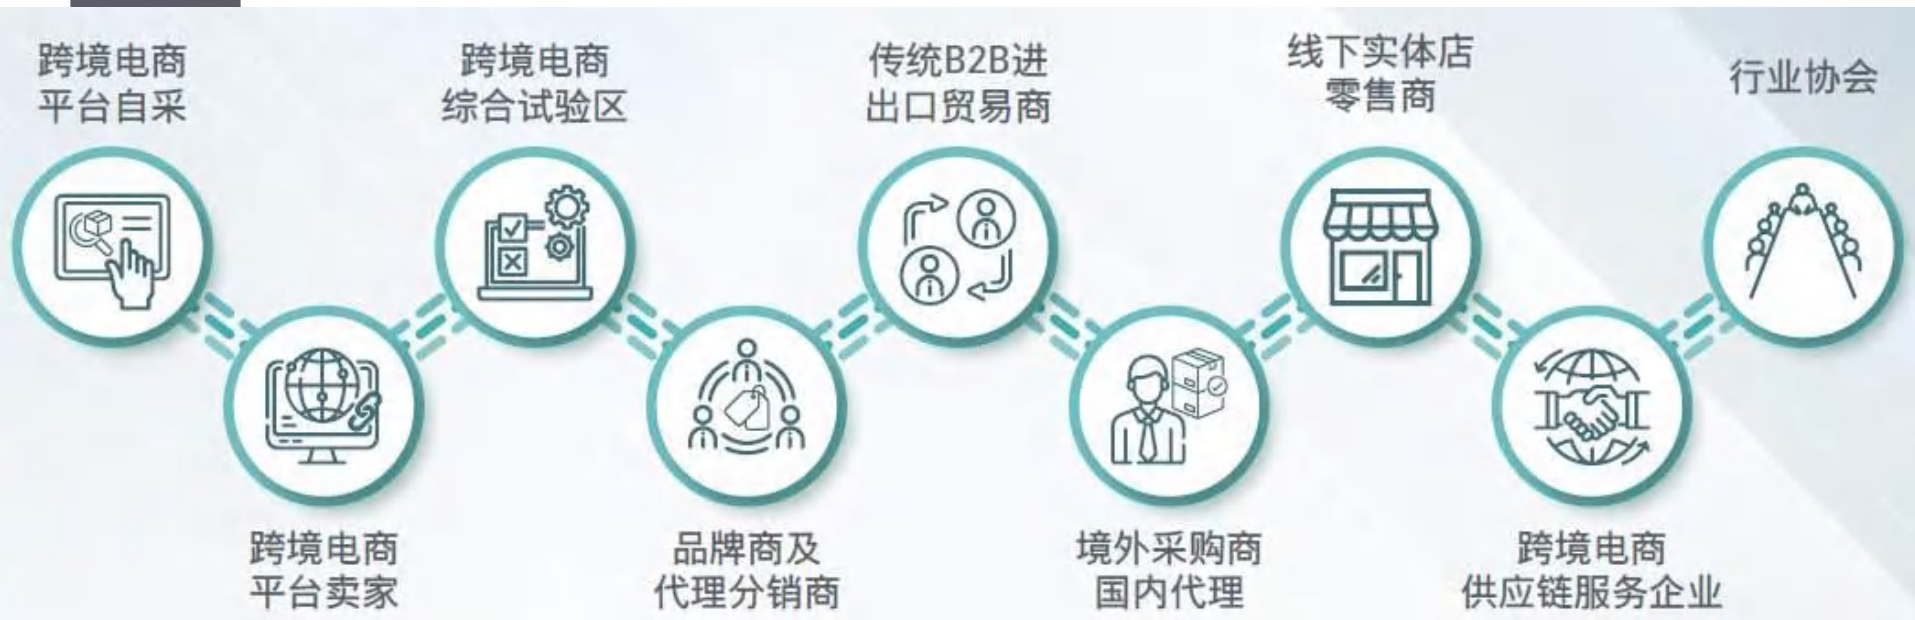 跨境电商
平台自采
跨境电商
平台卖家
跨境电商
综合试验区
品牌商及
代理分销商
传统B2B进
出口贸易商
境外采购商
国内代理
线下实体店
零售商
跨境电商
供应链服务企业
行业协会